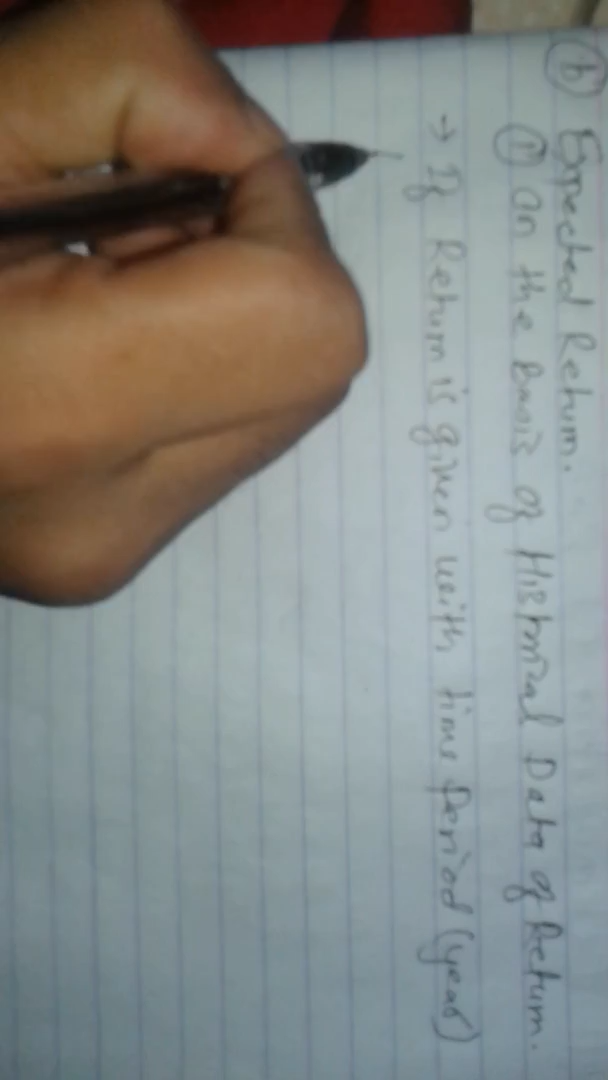 (b) Expected Return.
(i) On the Basis of Historical Data of Return.
→ If Return is given with time Period (year)